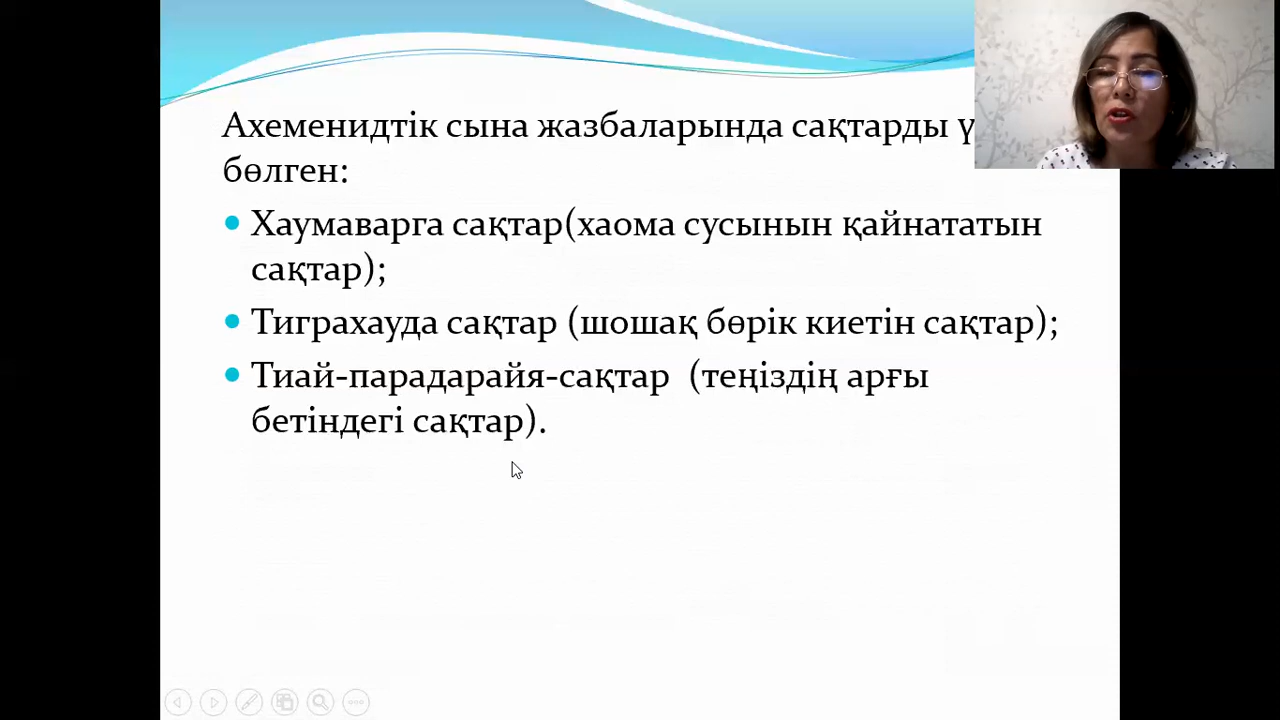 Ахеменидтік сына жазбаларында сақтарды
бөлген:
Хаумаварга сақтар(хаома сусынын қайнататын
сақтар);
Тиграхауда сақтар (шошақ бөрік киетін сақтар);
Тиай-парадарайя-сақтар (теңіздің арғы
бетіндегі сақтар).